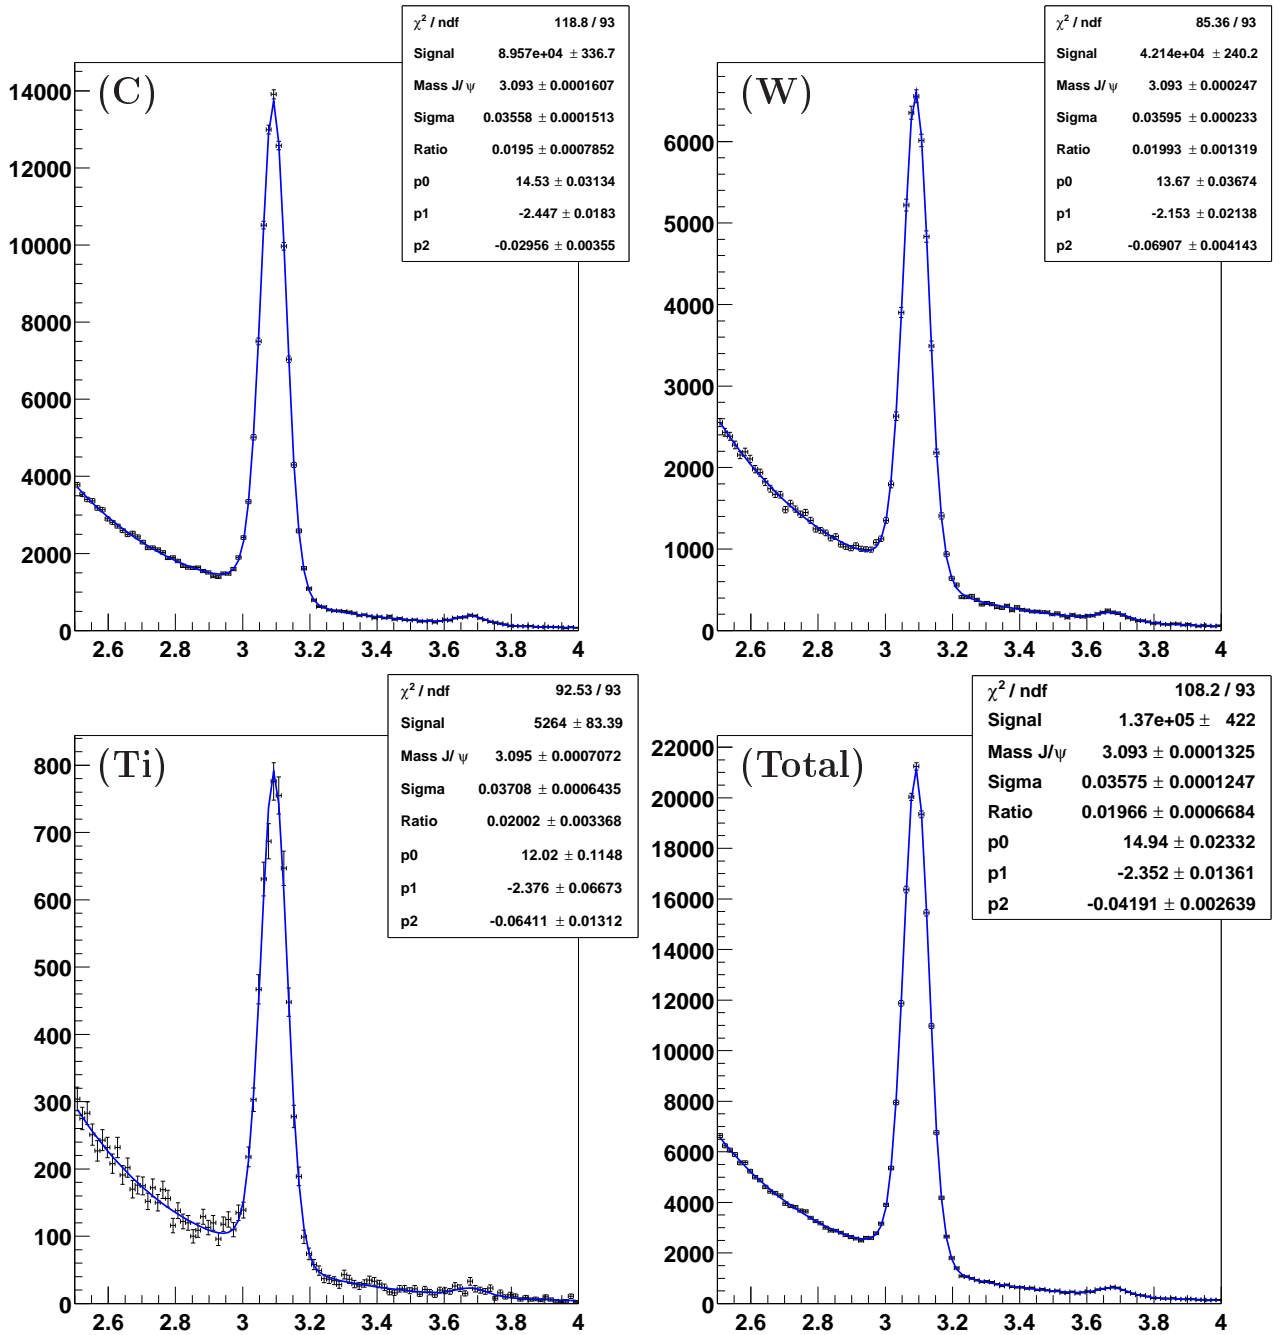 χ² / ndf 118.8 / 93
Signal 8.957e+04 ± 336.7
Mass J/ψ 3.093 ± 0.0001607
Sigma 0.03558 ± 0.0001513
Ratio 0.0195 ± 0.0007852
p0 14.53 ± 0.03134
p1 -2.447 ± 0.0183
p2 -0.02956 ± 0.00355
(C)
14000
12000
10000
8000
6000
4000
2000
0
2.6 2.8 3 3.2 3.4 3.6 3.8 4
χ² / ndf 85.36 / 93
Signal 4.214e+04 ± 240.2
Mass J/ψ 3.093 ± 0.000247
Sigma 0.03595 ± 0.000233
Ratio 0.01993 ± 0.001319
p0 13.67 ± 0.03674
p1 -2.153 ± 0.02138
p2 -0.06907 ± 0.004143
(W)
6000
5000
4000
3000
2000
1000
0
2.6 2.8 3 3.2 3.4 3.6 3.8 4
χ² / ndf 92.53 / 93
Signal 5264 ± 83.39
Mass J/ψ 3.095 ± 0.0007072
Sigma 0.03708 ± 0.0006435
Ratio 0.02002 ± 0.003368
p0 12.02 ± 0.1148
p1 -2.376 ± 0.06673
p2 -0.06411 ± 0.01312
(Ti)
800
700
600
500
400
300
200
100
0
2.6 2.8 3 3.2 3.4 3.6 3.8 4
χ² / ndf 108.2 / 93
Signal 1.37e+05 ± 422
Mass J/ψ 3.093 ± 0.0001325
Sigma 0.03575 ± 0.0001247
Ratio 0.01966 ± 0.0006684
p0 14.94 ± 0.02332
p1 -2.352 ± 0.01361
p2 -0.04191 ± 0.002639
(Total)
22000
20000
18000
16000
14000
12000
10000
8000
6000
4000
2000
0
2.6 2.8 3 3.2 3.4 3.6 3.8 4